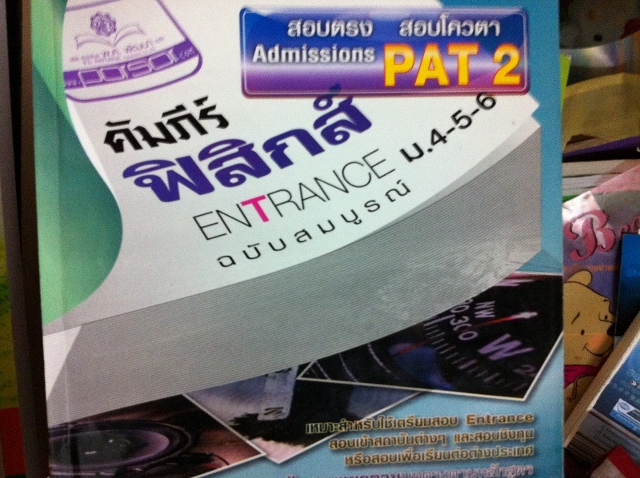 สอบตรง สอบโควตา
Admissions PAT 2
คัมภีร์
ฟิสิกส์
ENTRANCE ม.4-5-6
ฉบับสมบูรณ์
NW
W
เหมาะสำหรับใช้เตรียมสอบ Entrance
สอบเข้าสถาบันต่างๆ และสอบชิงทุน
หรือสอบเพื่อเรียนต่อต่างประเทศ